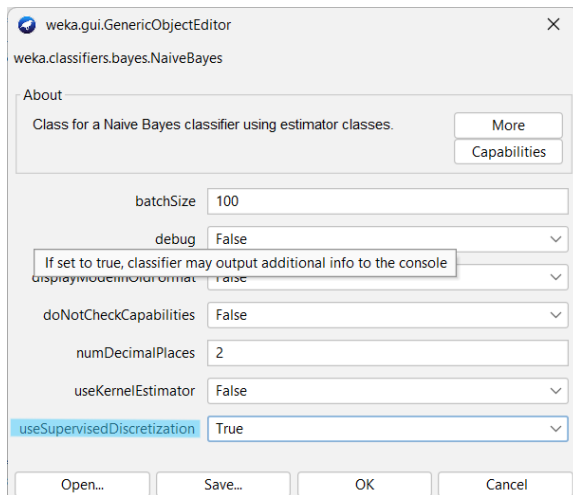 weka.gui.GenericObjectEditor
weka.classifiers.bayes.NaiveBayes
About
Class for a Naive Bayes classifier using estimator classes.
More
Capabilities
batchSize 100
debug False
If set to true, classifier may output additional info to the console
displayModelInOldFormat False
doNotCheckCapabilities False
numDecimalPlaces 2
useKernelEstimator False
useSupervisedDiscretization True
Open... Save... OK Cancel